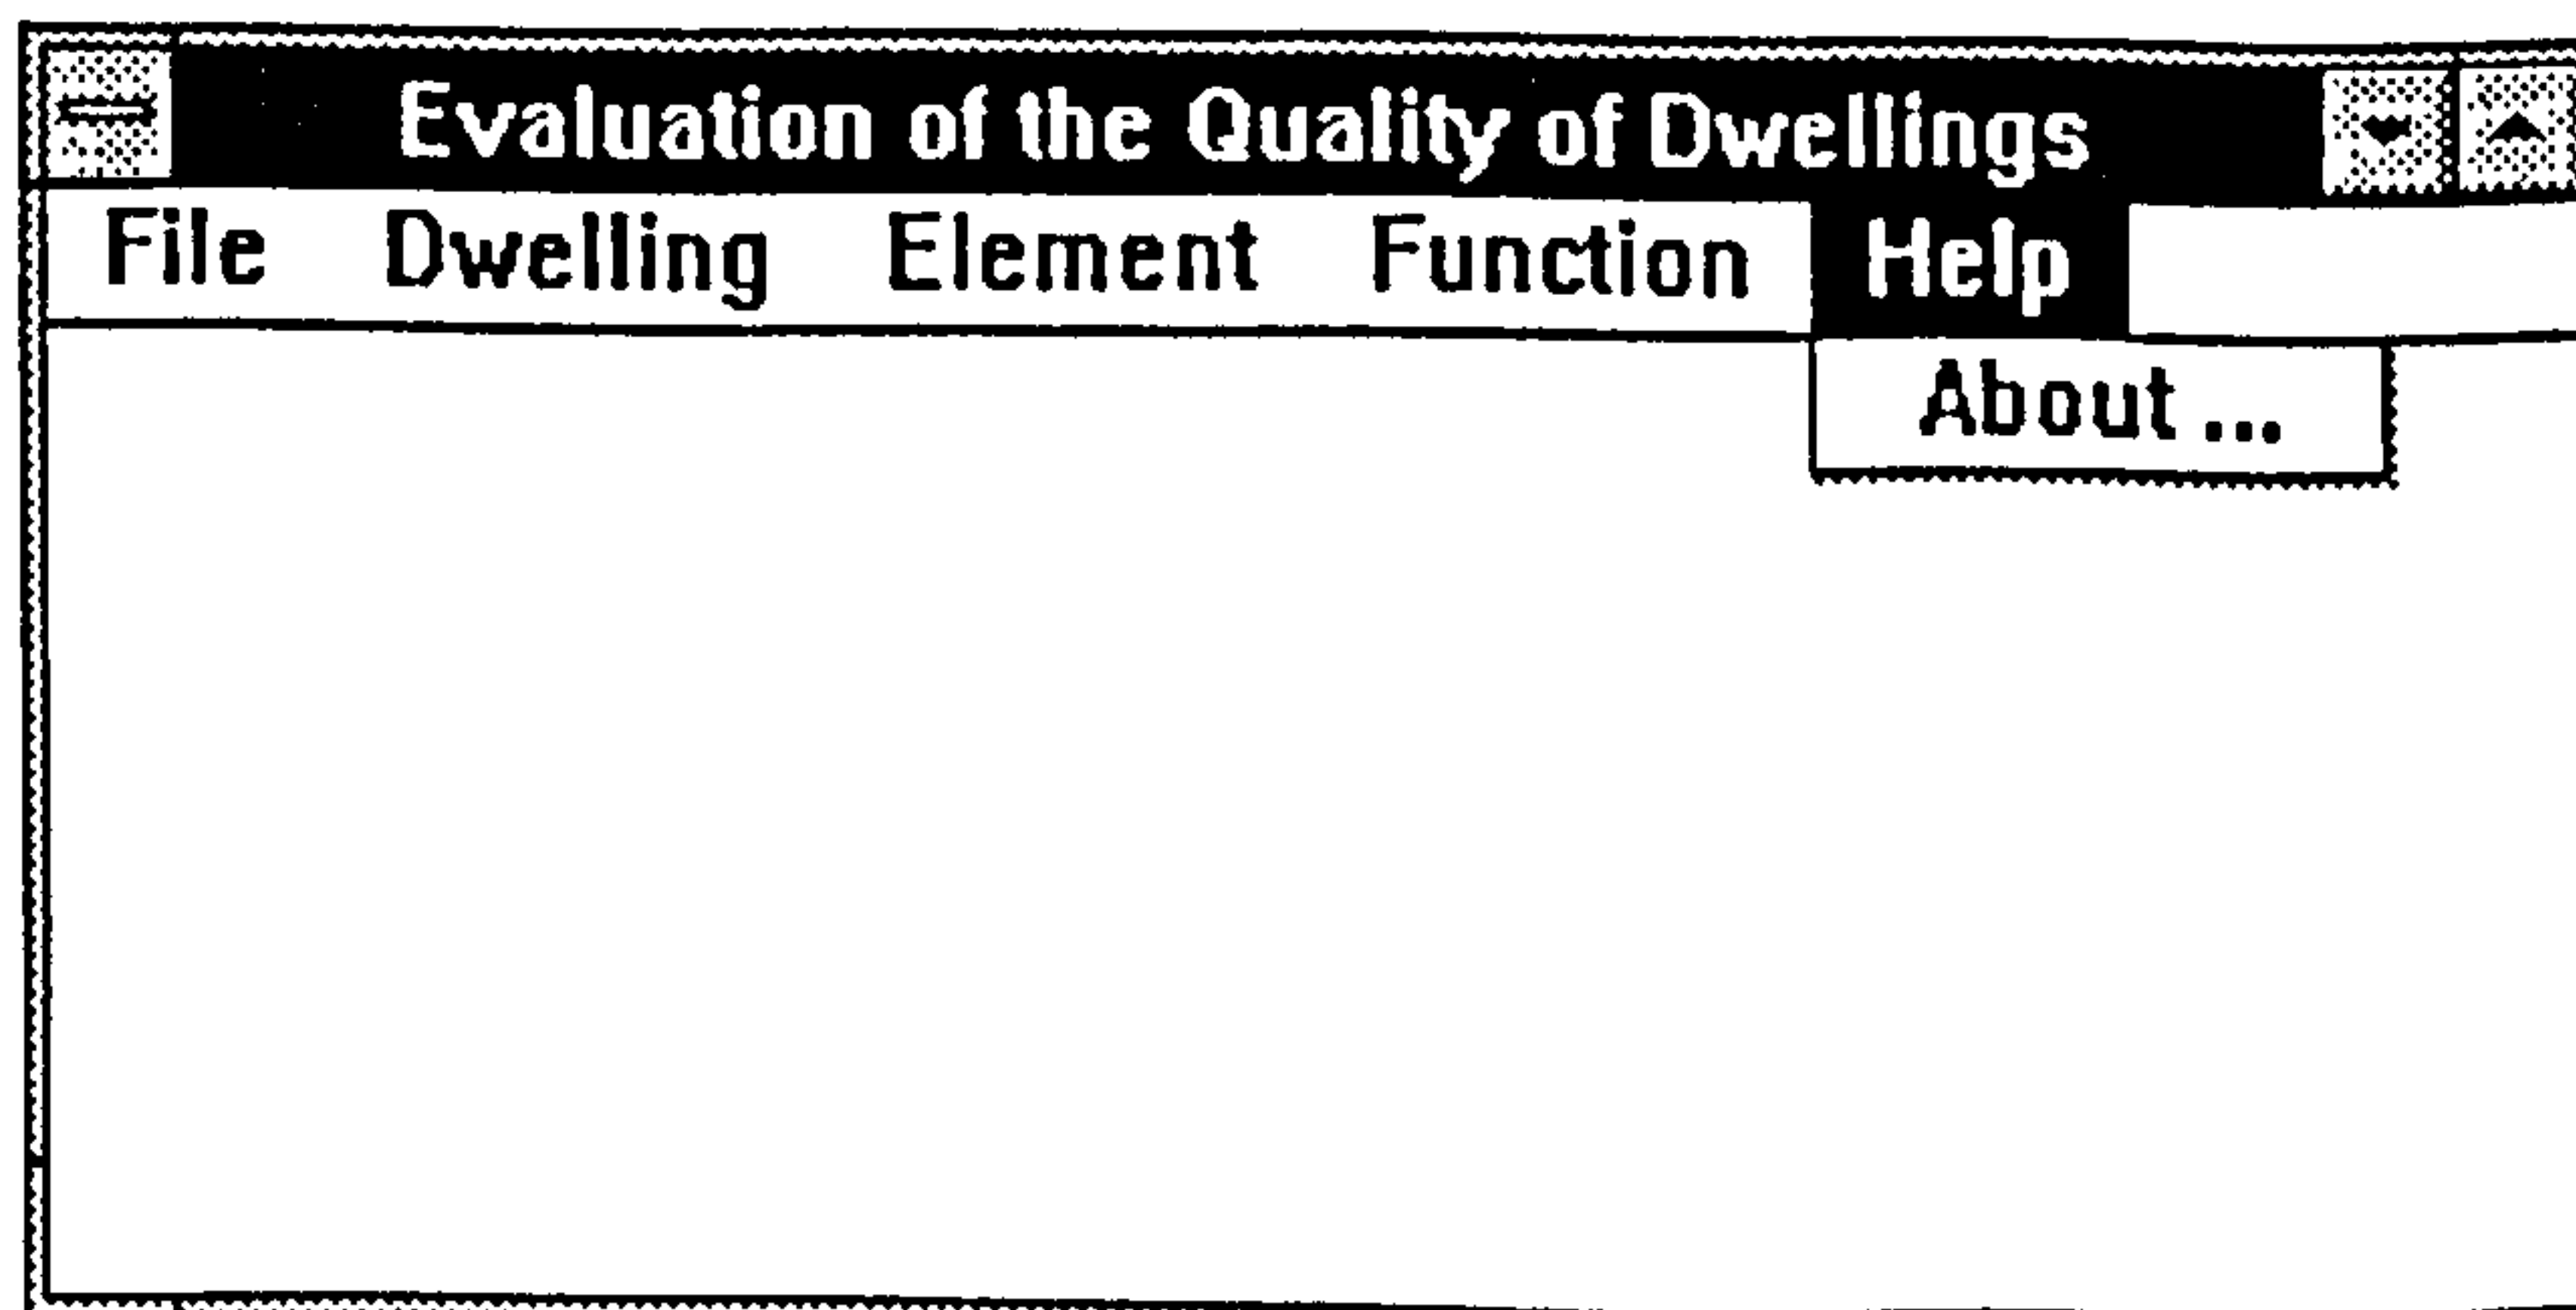 Evaluation of the Quality of Dwellings
File Dwelling Element Function Help
About ...